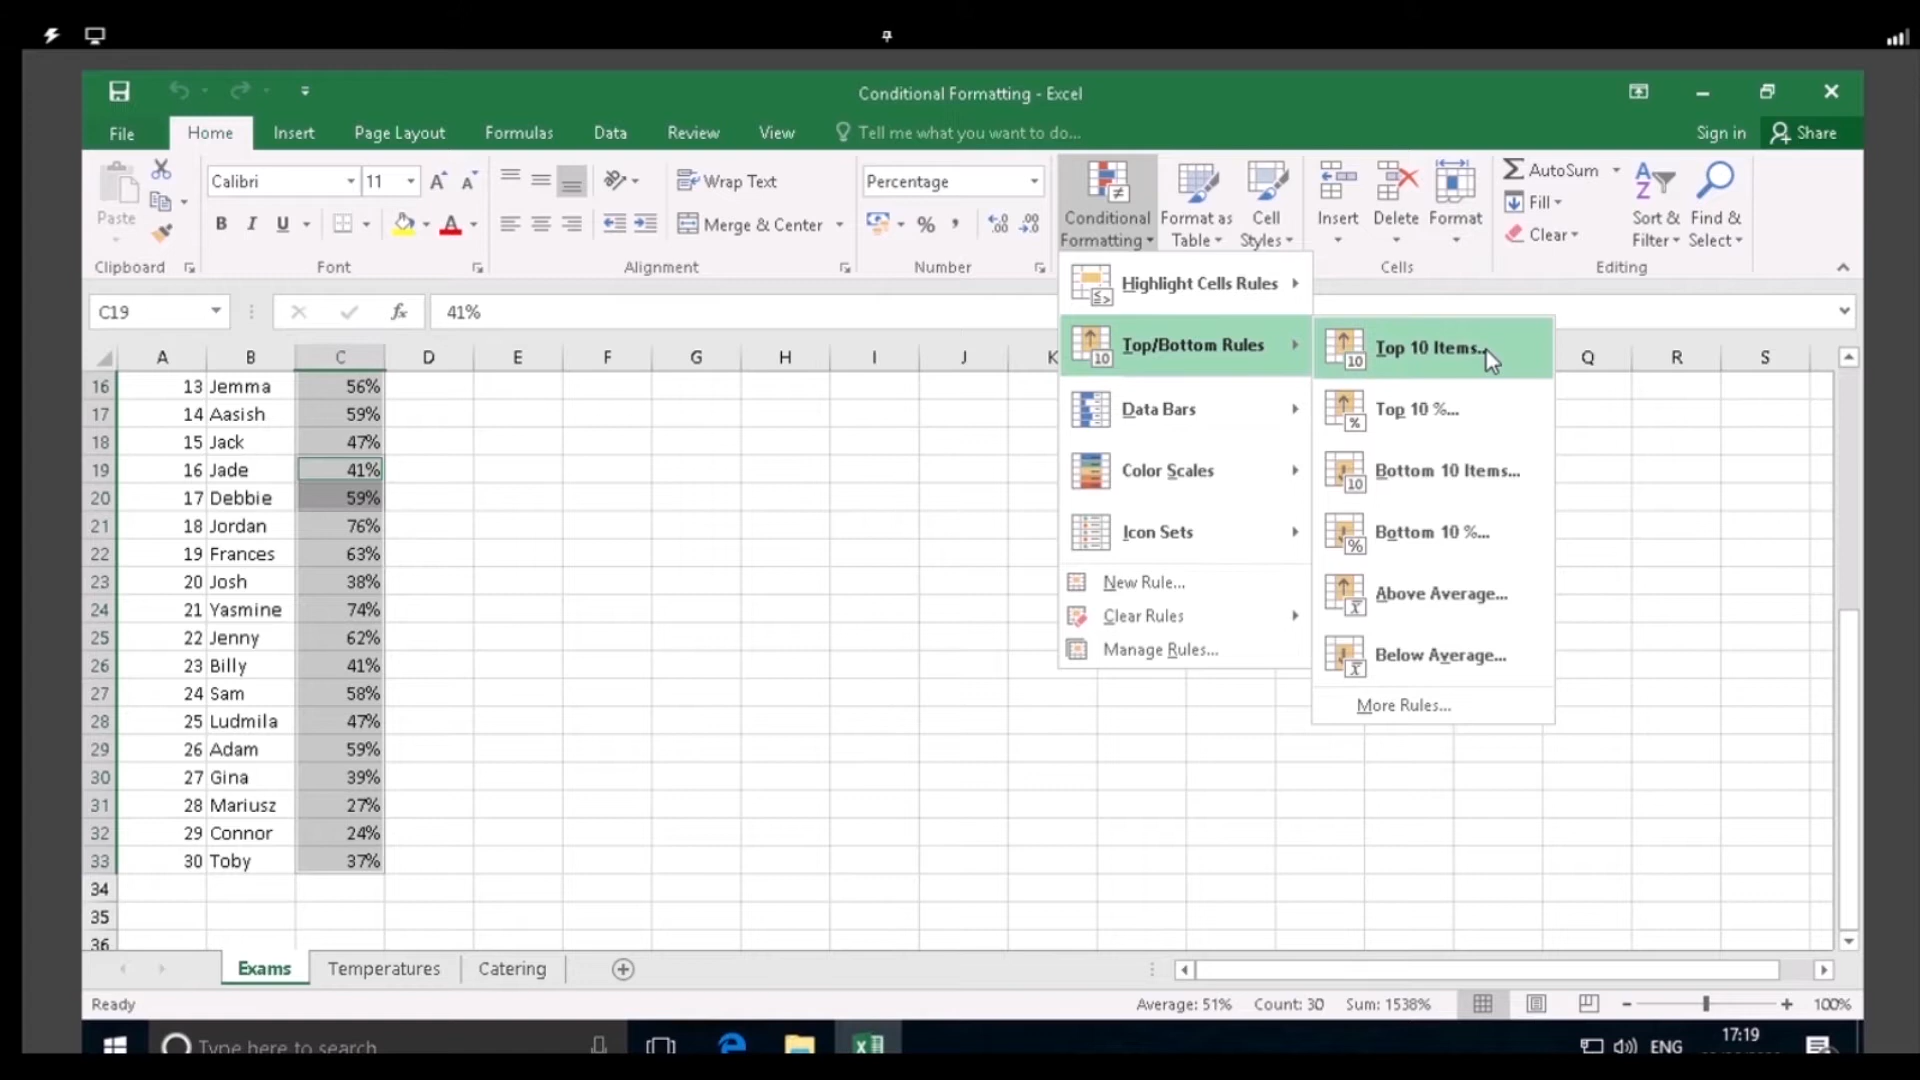 Conditional Formatting - Excel
File Home Insert Page Layout Formulas Data Review View Tell me what you want to do... Sign in Share
Paste
Clipboard
Calibri 11
B I U
Font
Wrap Text
Merge & Center
Alignment
Percentage
%
Number
Conditional Formatting
Format as Table
Cell Styles
Insert Delete Format
Cells
AutoSum
Fill
Clear
Sort & Filter
Find & Select
Editing
C19 fx 41%
Highlight Cells Rules
Top/Bottom Rules
Data Bars
Color Scales
Icon Sets
New Rule...
Clear Rules
Manage Rules...
Top 10 Items...
Top 10 %...
Bottom 10 Items...
Bottom 10 %...
Above Average...
Below Average...
More Rules...
A B C D E F G H I J K Q R S
16 13 Jemma 56%
17 14 Aasish 59%
18 15 Jack 47%
19 16 Jade 41%
20 17 Debbie 59%
21 18 Jordan 76%
22 19 Frances 63%
23 20 Josh 38%
24 21 Yasmine 74%
25 22 Jenny 62%
26 23 Billy 41%
27 24 Sam 58%
28 25 Ludmila 47%
29 26 Adam 59%
30 27 Gina 39%
31 28 Mariusz 27%
32 29 Connor 24%
33 30 Toby 37%
34
35
36
Exams Temperatures Catering
Ready Average: 51% Count: 30 Sum: 1538% 100%
Type here to search ENG 17:19